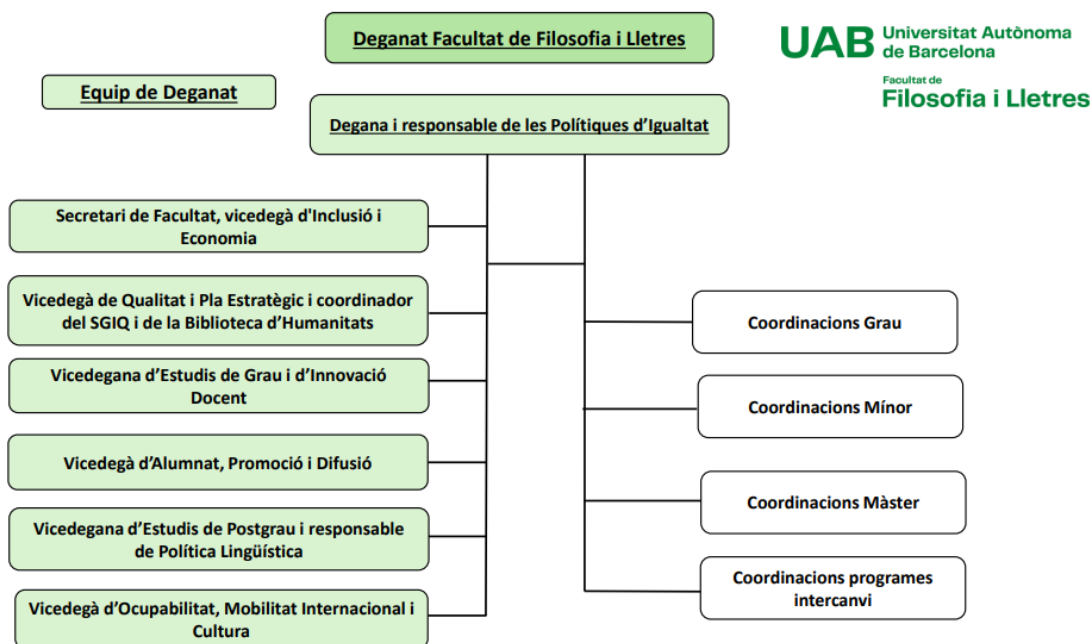 Deganat Facultat de Filosofia i Lletres
UAB Universitat Autònoma
de Barcelona
Facultat de
Filosofia i Lletres
Equip de Deganat
Degana i responsable de les Polítiques d’Igualtat
Secretari de Facultat, vicedegà d'Inclusió i
Economia
Vicedegà de Qualitat i Pla Estratègic i coordinador
del SGIQ i de la Biblioteca d’Humanitats
Vicedegana d’Estudis de Grau i d’Innovació
Docent
Vicedegà d’Alumnat, Promoció i Difusió
Vicedegana d’Estudis de Postgrau i responsable
de Política Lingüística
Vicedegà d’Ocupabilitat, Mobilitat Internacional i
Cultura
Coordinacions Grau
Coordinacions Mínor
Coordinacions Màster
Coordinacions programes
intercanvi